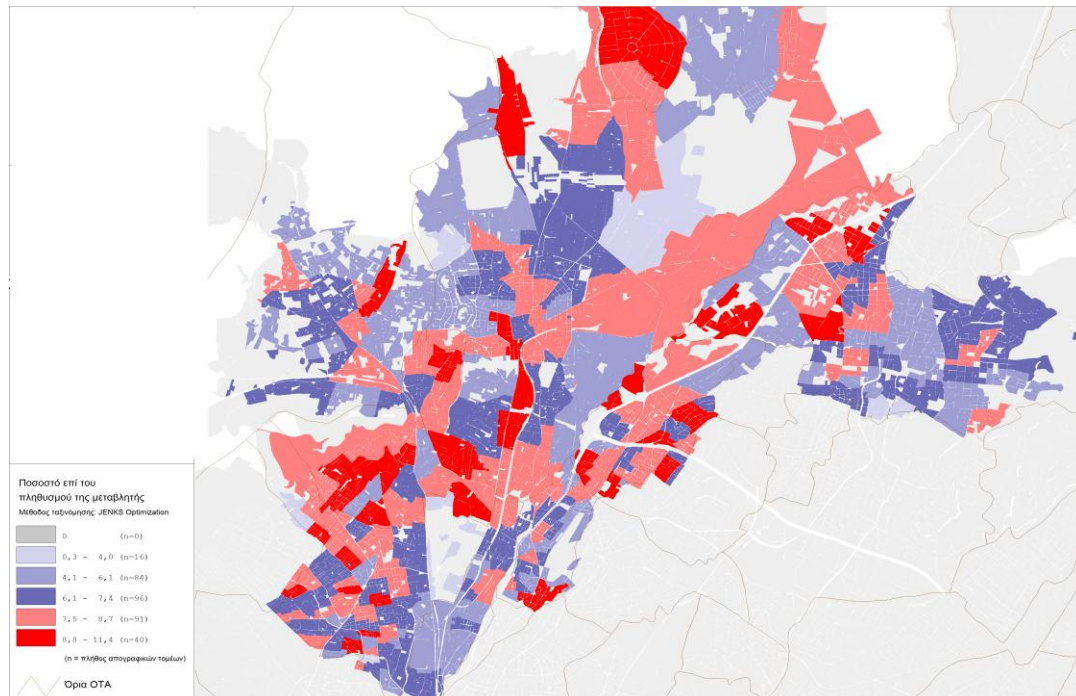 Ποσοστό επί του
πληθυσμού της μεταβλητής
Μέθοδος ταξινόμησης: JENKS Optimization
0 (n=0)
0,3 - 4,0 (n=16)
4,1 - 6,1 (n=84)
6,1 - 7,4 (n=96)
7,5 - 8,7 (n=91)
8,8 - 11,4 (n=40)
(n = πλήθος απογραφικών τομέων)
Όρια ΟΤΑ